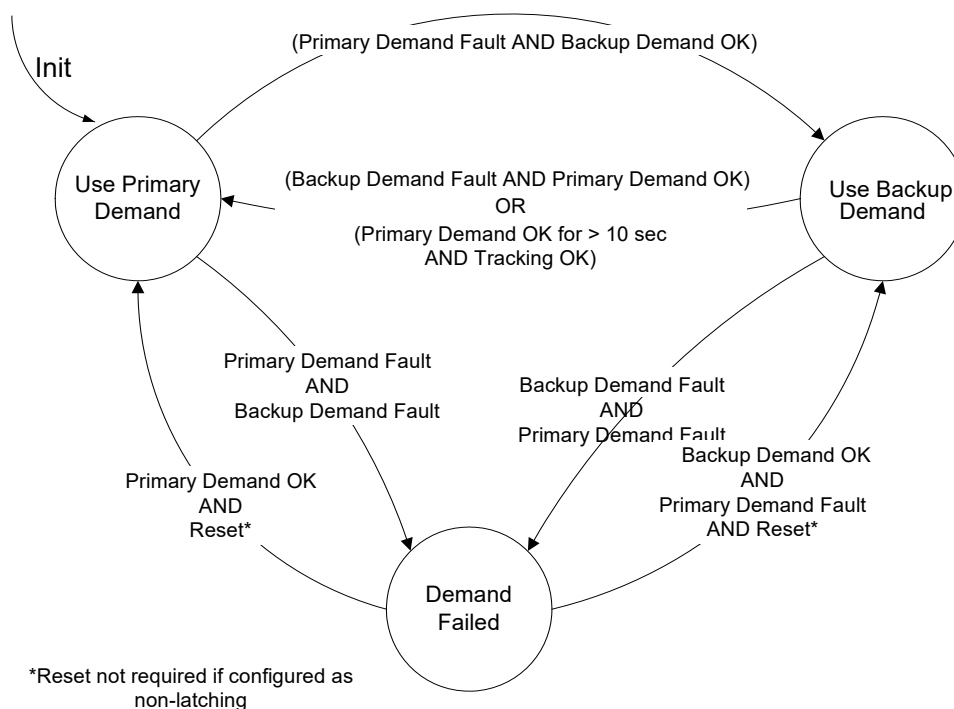 (Primary Demand Fault AND Backup Demand OK)
Init
Use Primary
Demand
(Backup Demand Fault AND Primary Demand OK)
OR
(Primary Demand OK for > 10 sec
AND Tracking OK)
Use Backup
Demand
Primary Demand Fault
AND
Backup Demand Fault
Backup Demand Fault
AND
Primary Demand Fault
Primary Demand OK
AND
Reset*
Backup Demand OK
AND
Primary Demand Fault
AND Reset*
Demand
Failed
*Reset not required if configured as
non-latching